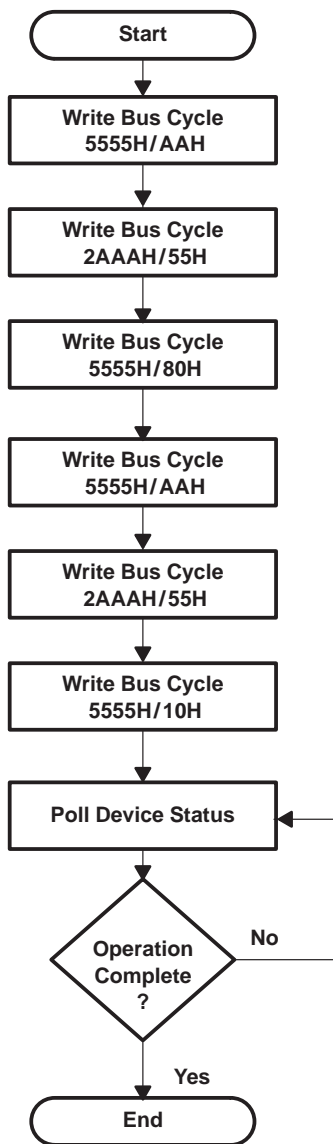 Start
Write Bus Cycle
5555H/AAH
Write Bus Cycle
2AAAH/55H
Write Bus Cycle
5555H/80H
Write Bus Cycle
5555H/AAH
Write Bus Cycle
2AAAH/55H
Write Bus Cycle
5555H/10H
Poll Device Status
Operation
Complete
?
No
Yes
End